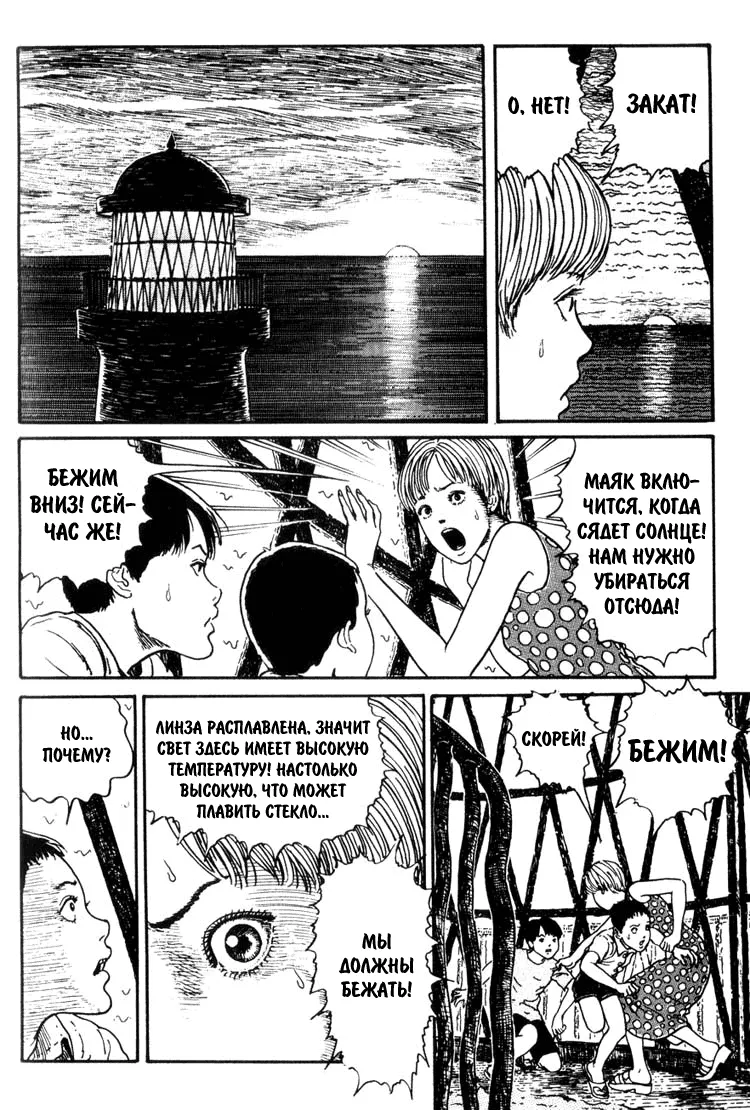 О, НЕТ!
ЗАКАТ!
БЕЖИМ
ВНИЗ! СЕЙ-
ЧАС ЖЕ!
МАЯК ВКЛЮ-
ЧИТСЯ, КОГДА
СЯДЕТ СОЛНЦЕ!
НАМ НУЖНО
УБИРАТЬСЯ
ОТСЮДА!
НО...
ПОЧЕМУ?
ЛИНЗА РАСПЛАВЛЕНА, ЗНАЧИТ
СВЕТ ЗДЕСЬ ИМЕЕТ ВЫСОКУЮ
ТЕМПЕРАТУРУ! НАСТОЛЬКО
ВЫСОКУЮ, ЧТО МОЖЕТ
ПЛАВИТЬ СТЕКЛО...
МЫ
ДОЛЖНЫ
БЕЖАТЬ!
СКОРЕЙ!
БЕЖИМ!